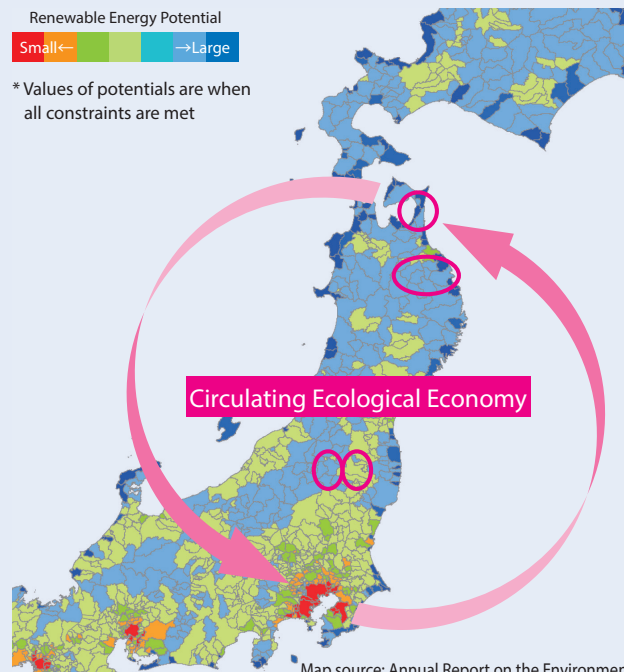 Renewable Energy Potential
Small← →Large
* Values of potentials are when
all constraints are met
Circulating Ecological Economy
Map source: Annual Report on the Environmen